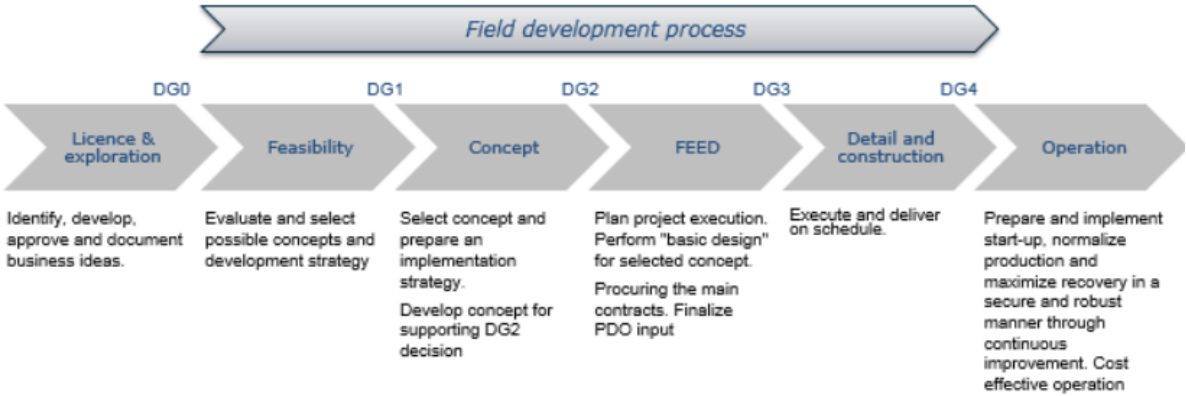 Field development process
DG0
DG1
DG2
DG3
DG4
Licence &
exploration
Feasibility
Concept
FEED
Detail and
construction
Operation
Identify, develop,
approve and document
business ideas.
Evaluate and select
possible concepts and
development strategy
Select concept and
prepare an
implementation
strategy.
Develop concept for
supporting DG2
decision
Plan project execution.
Perform "basic design"
for selected concept.
Procuring the main
contracts. Finalize
PDO input
Execute and deliver
on schedule.
Prepare and implement
start-up, normalize
production and
maximize recovery in a
secure and robust
manner through
continuous
improvement. Cost
effective operation